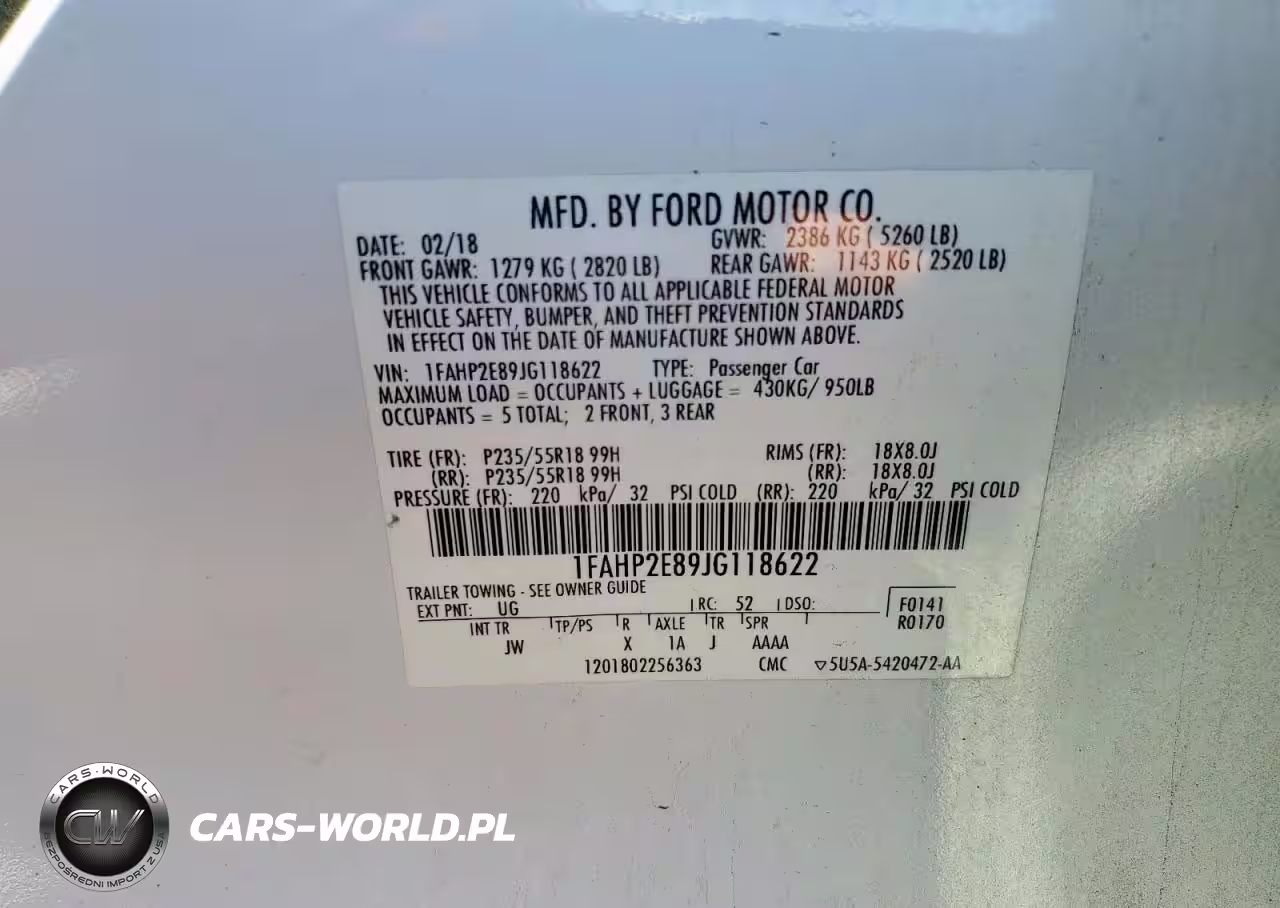 MFD. BY FORD MOTOR CO.
DATE: 02/18 GVWR: 2386 KG ( 5260 LB)
FRONT GAWR: 1279 KG ( 2820 LB) REAR GAWR: 1143 KG ( 2520 LB)
THIS VEHICLE CONFORMS TO ALL APPLICABLE FEDERAL MOTOR
VEHICLE SAFETY, BUMPER, AND THEFT PREVENTION STANDARDS
IN EFFECT ON THE DATE OF MANUFACTURE SHOWN ABOVE.
VIN: 1FAHP2E89JG118622 TYPE: Passenger Car
MAXIMUM LOAD = OCCUPANTS + LUGGAGE = 430KG/ 950LB
OCCUPANTS = 5 TOTAL; 2 FRONT, 3 REAR
TIRE (FR): P235/55R18 99H RIMS (FR): 18X8.0J
(RR): P235/55R18 99H (RR): 18X8.0J
PRESSURE (FR): 220 kPa/ 32 PSI COLD (RR): 220 kPa/ 32 PSI COLD
1FAHP2E89JG118622
TRAILER TOWING - SEE OWNER GUIDE
EXT PNT: UG RC: 52 DSO: F0141
INT TR TP/PS R AXLE TR SPR R0170
JW X 1A J AAAA
1201802256363 CMC ▽5U5A-5420472-AA
CARS-WORLD
CW
BEZPOŚREDNI IMPORT Z USA
CARS-WORLD.PL